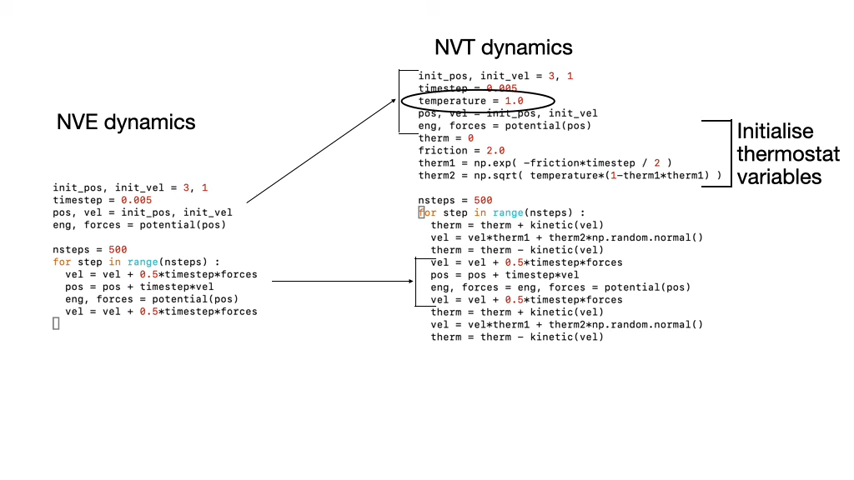 NVE dynamics
init_pos, init_vel = 3, 1
timestep = 0.005
pos, vel = init_pos, init_vel
eng, forces = potential(pos)
nsteps = 500
for step in range(nsteps) :
vel = vel + 0.5*timestep*forces
pos = pos + timestep*vel
eng, forces = potential(pos)
vel = vel + 0.5*timestep*forces
NVT dynamics
init_pos, init_vel = 3, 1
timestep = 0.005
temperature = 1.0
pos, vel = init_pos, init_vel
eng, forces = potential(pos)
therm = 0
friction = 2.0
therm1 = np.exp( -friction*timestep / 2 )
therm2 = np.sqrt( temperature*(1-therm1*therm1) )
nsteps = 500
for step in range(nsteps) :
therm = therm + kinetic(vel)
vel = vel*therm1 + therm2*np.random.normal()
therm = therm - kinetic(vel)
vel = vel + 0.5*timestep*forces
pos = pos + timestep*vel
eng, forces = eng, forces = potential(pos)
vel = vel + 0.5*timestep*forces
therm = therm + kinetic(vel)
vel = vel*therm1 + therm2*np.random.normal()
therm = therm - kinetic(vel)
Initialise
thermostat
variables